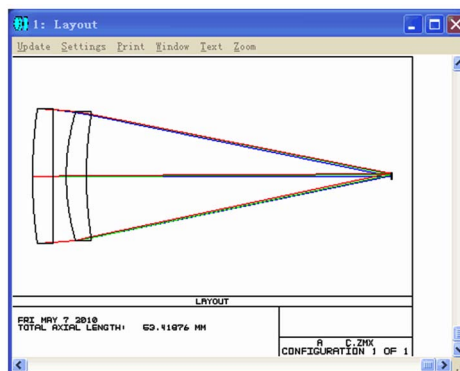 1: Layout
Update Settings Print Window Text Zoom
LAYOUT
FRI MAY 7 2010
TOTAL AXIAL LENGTH: 53.41876 MM
A C.ZMX
CONFIGURATION 1 OF 1